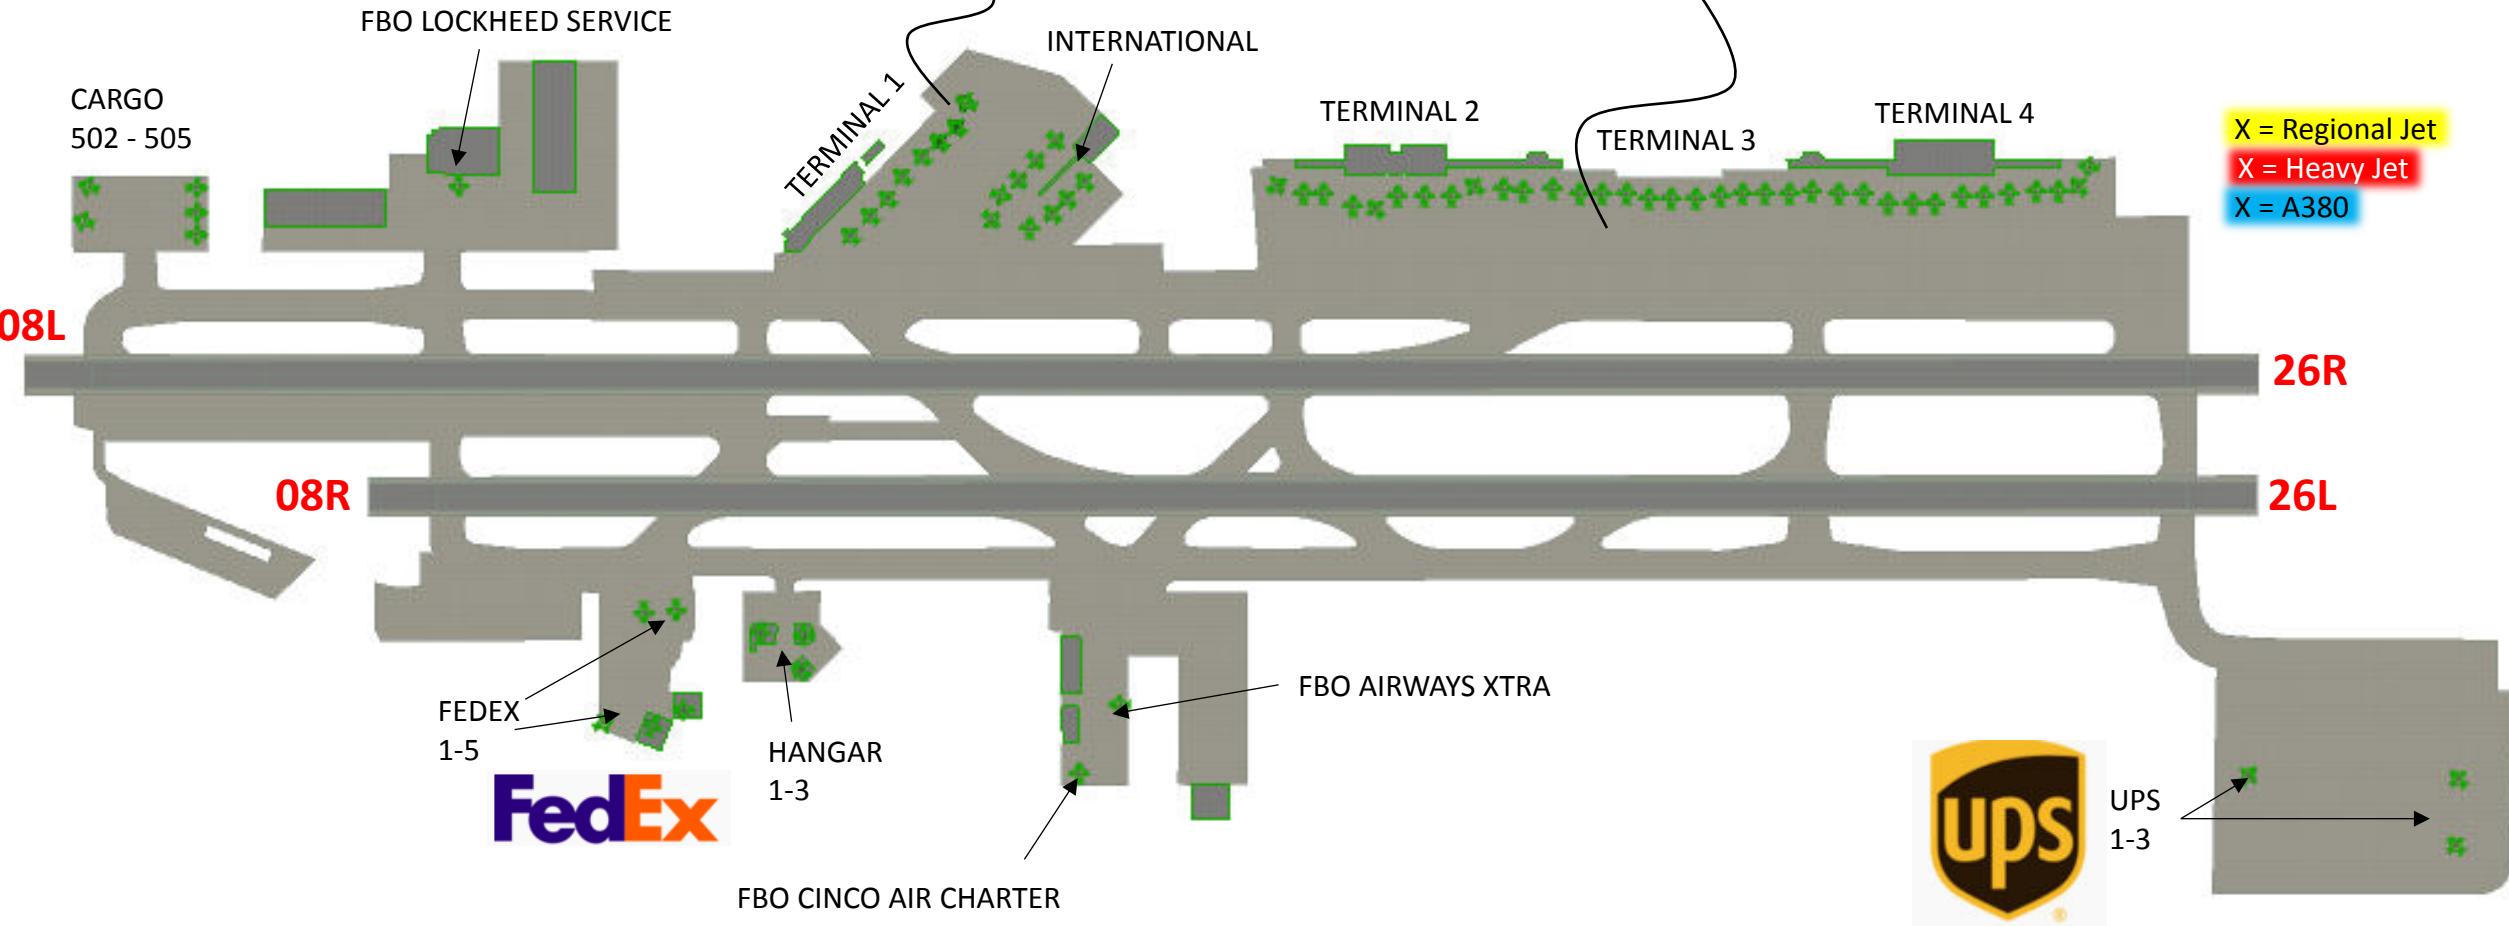 FBO LOCKHEED SERVICE
INTERNATIONAL
CARGO
502 - 505
TERMINAL 1
TERMINAL 2
TERMINAL 3
TERMINAL 4
X = Regional Jet
X = Heavy Jet
X = A380
08L
26R
08R
26L
FEDEX
1-5
FedEx
HANGAR
1-3
FBO AIRWAYS XTRA
FBO CINCO AIR CHARTER
ups
®
UPS
1-3